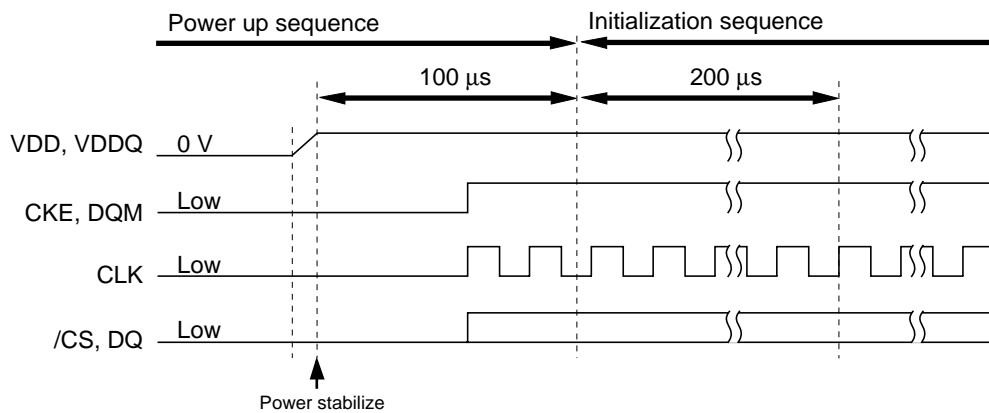 Power up sequence
Initialization sequence
100 μs
200 μs
VDD, VDDQ
0 V
CKE, DQM
Low
CLK
Low
/CS, DQ
Low
Power stabilize